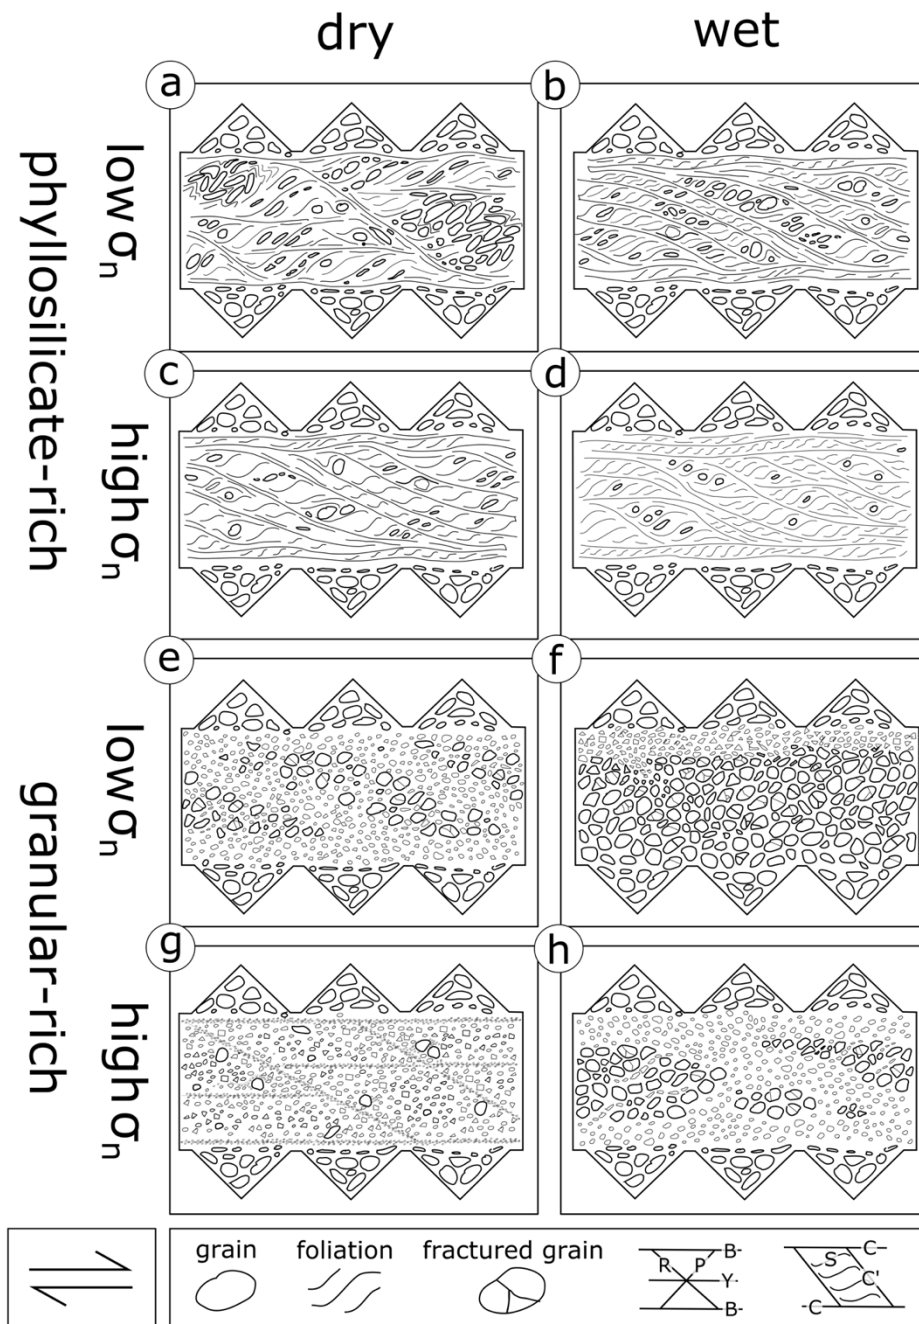 dry
wet
phyllosilicate-rich
low σn
a
b
high σn
c
d
granular-rich
low σn
e
f
high σn
g
h
grain
foliation
fractured grain
R P B-
Y-
B-
S C-
C'
-C